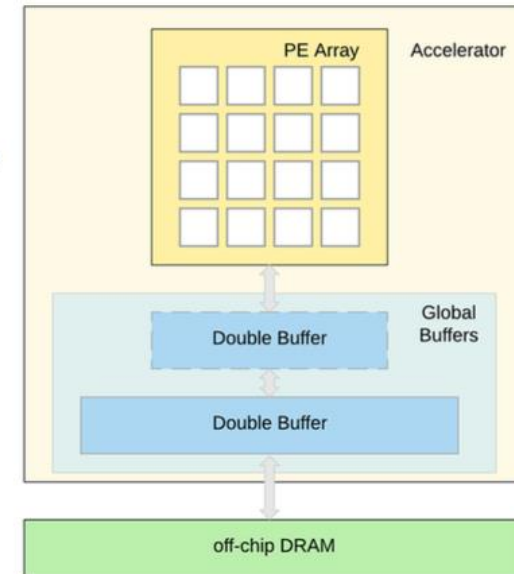 PE Array
Accelerator
Global
Buffers
Double Buffer
Double Buffer
off-chip DRAM